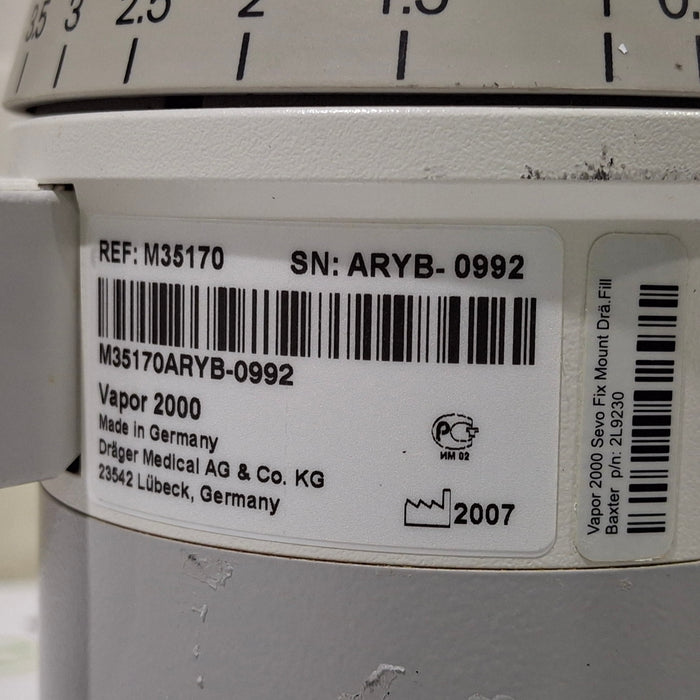 3.5 3 2.5 2 1.5 1
REF: M35170 SN: ARYB- 0992
M35170ARYB-0992
Vapor 2000
Made in Germany
Dräger Medical AG & Co. KG
23542 Lübeck, Germany
РСТ
ИМ 02
2007
Vapor 2000 Sevo Fix Mount Drä.Fill
Baxter p/n: 2L9230